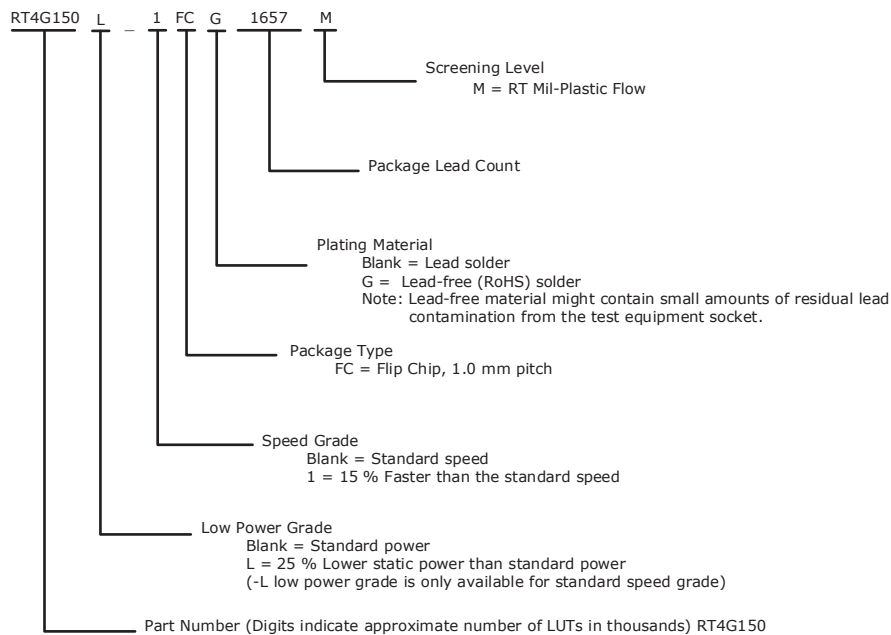 RT4G150 L _ 1 FC G 1657 M
Screening Level
M = RT Mil-Plastic Flow
Package Lead Count
Plating Material
Blank = Lead solder
G = Lead-free (RoHS) solder
Note: Lead-free material might contain small amounts of residual lead
contamination from the test equipment socket.
Package Type
FC = Flip Chip, 1.0 mm pitch
Speed Grade
Blank = Standard speed
1 = 15 % Faster than the standard speed
Low Power Grade
Blank = Standard power
L = 25 % Lower static power than standard power
(-L low power grade is only available for standard speed grade)
Part Number (Digits indicate approximate number of LUTs in thousands) RT4G150